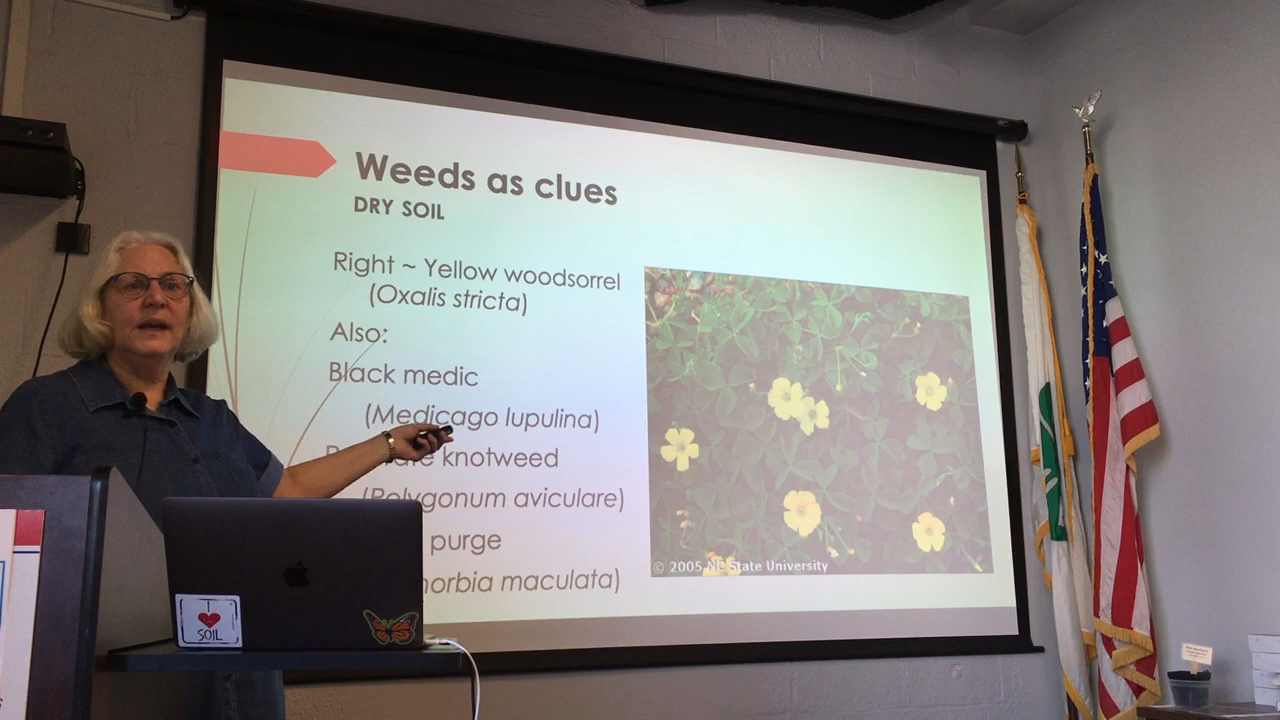 Weeds as clues
DRY SOIL
Right ~ Yellow woodsorrel
(Oxalis stricta)
Also:
Black medic
(Medicago lupulina)
knotweed
(Polygonum aviculare)
purge
maculata)
© 2005 NC State University
I
SOIL